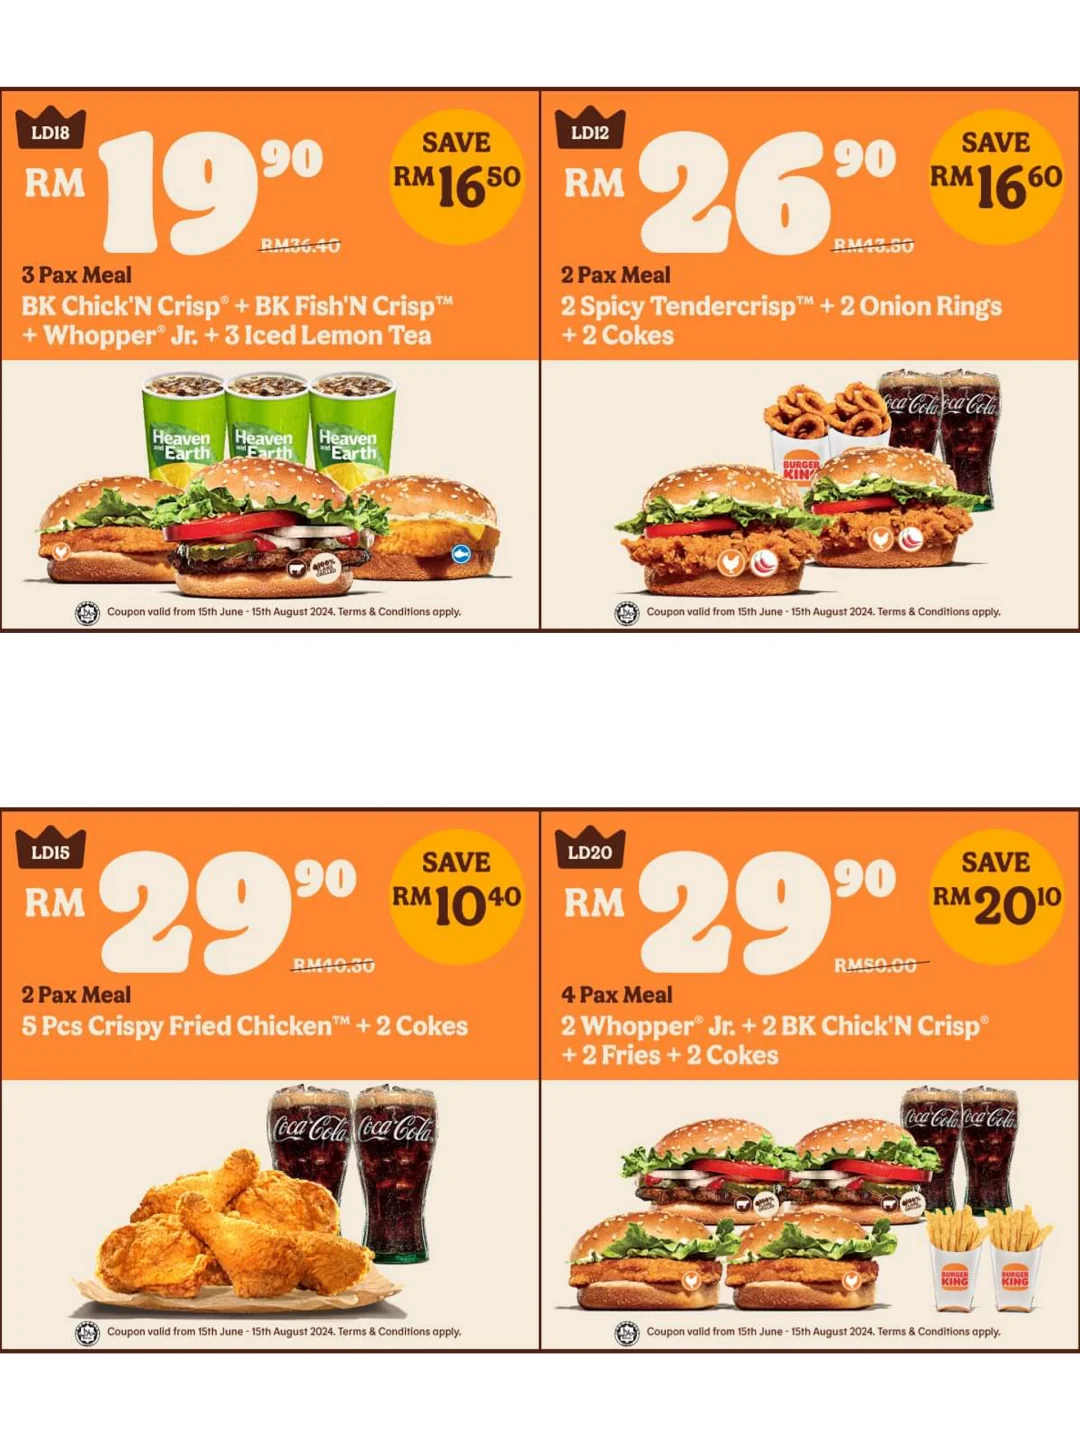 LD18
RM 19 90
SAVE
RM 16 50
RM36.40
3 Pax Meal
BK Chick'N Crisp® + BK Fish'N Crisp™
+ Whopper® Jr. + 3 Iced Lemon Tea
Heaven and Earth
Heaven and Earth
Heaven and Earth
Coupon valid from 15th June - 15th August 2024. Terms & Conditions apply.
LD12
RM 26 90
SAVE
RM 16 60
RM43.50
2 Pax Meal
2 Spicy Tendercrisp™ + 2 Onion Rings
+ 2 Cokes
Coca-Cola
Coca-Cola
BURGER
KING
Coupon valid from 15th June - 15th August 2024. Terms & Conditions apply.
LD15
RM 29 90
SAVE
RM 10 40
RM40.30
2 Pax Meal
5 Pcs Crispy Fried Chicken™ + 2 Cokes
Coca-Cola
Coca-Cola
Coupon valid from 15th June - 15th August 2024. Terms & Conditions apply.
LD20
RM 29 90
SAVE
RM 20 10
RM50.00
4 Pax Meal
2 Whopper® Jr. + 2 BK Chick'N Crisp®
+ 2 Fries + 2 Cokes
Coca-Cola
Coca-Cola
BURGER
KING
BURGER
KING
Coupon valid from 15th June - 15th August 2024. Terms & Conditions apply.